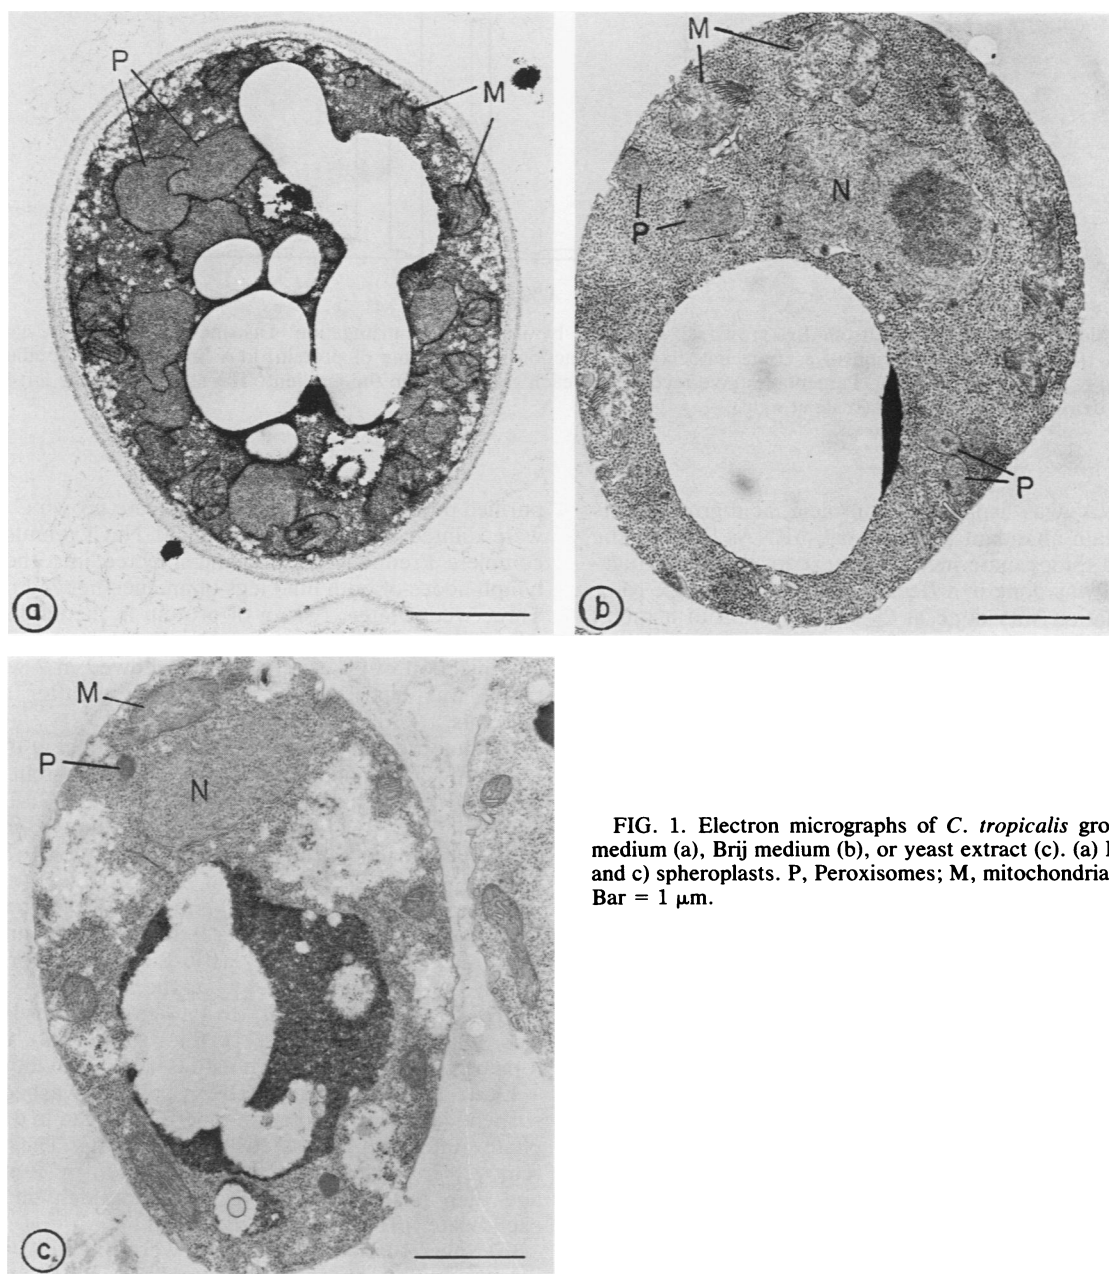 P
M
a
M
N
P
P
b
M
P
N
c
FIG. 1. Electron micrographs of C. tropicalis gro
medium (a), Brij medium (b), or yeast extract (c). (a)
and c) spheroplasts. P, Peroxisomes; M, mitochondria
Bar = 1 μm.